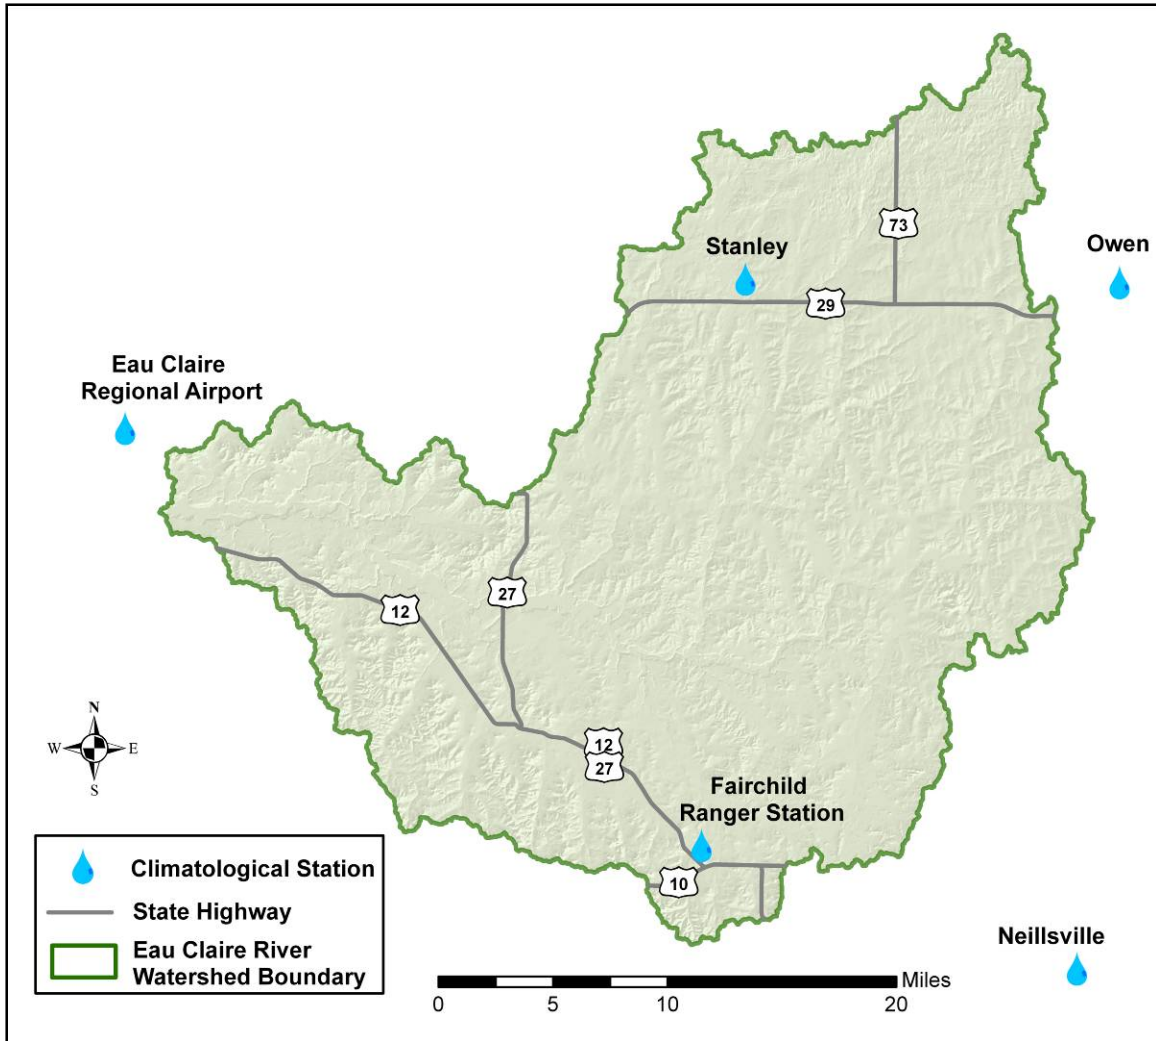 73
Stanley
Owen
29
Eau Claire
Regional Airport
27
12
N
W
E
S
12
27
Fairchild
Ranger Station
10
Climatological Station
State Highway
Eau Claire River
Watershed Boundary
Neillsville
Miles
0
5
10
20